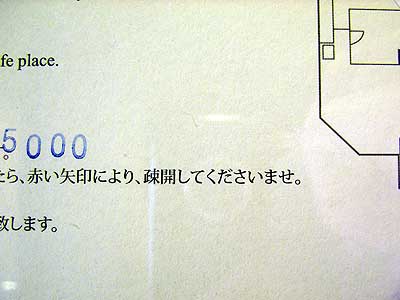 fe place.
5000
たら、赤い矢印により、疎開してくださいませ。
致します。